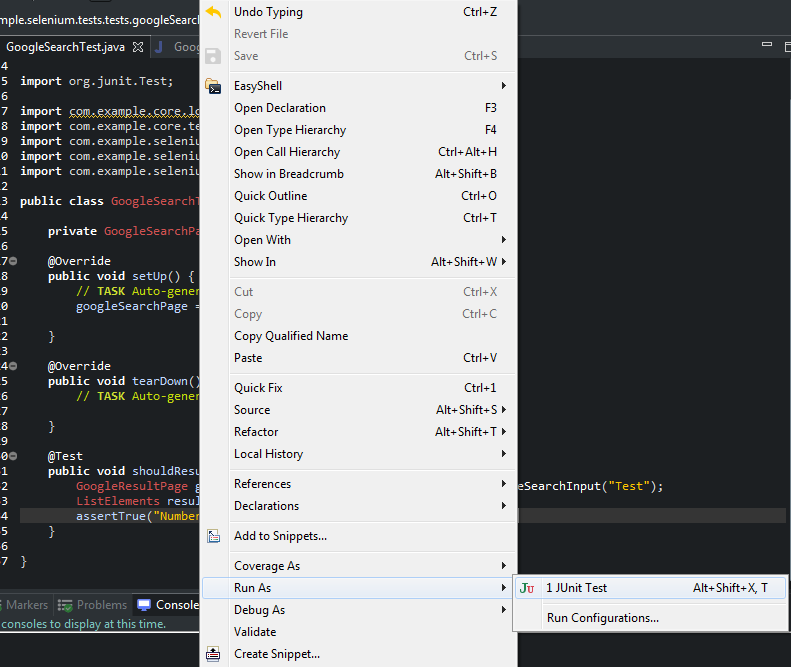 mple.selenium.tests.tests.googleSearch
GoogleSearchTest.java
J Goog
4
5 import org.junit.Test;
6
7 import com.example.core.lo
8 import com.example.core.te
9 import com.example.seleniu
0 import com.example.seleniu
1 import com.example.seleniu
2
3 public class GoogleSearchT
4
5 private GoogleSearchPa
6
7 @Override
8 public void setUp() {
9 // TASK Auto-gener
0 googleSearchPage =
1
2 }
3
4 @Override
5 public void tearDown()
6 // TASK Auto-gener
7
8 }
9
0 @Test
1 public void shouldResu
2 GoogleResultPage g eSearchInput("Test");
3 ListElements resul
4 assertTrue("Number
5 }
6
7 }
Markers Problems Console
consoles to display at this time.
Undo Typing Ctrl+Z
Revert File
Save Ctrl+S
EasyShell
Open Declaration F3
Open Type Hierarchy F4
Open Call Hierarchy Ctrl+Alt+H
Show in Breadcrumb Alt+Shift+B
Quick Outline Ctrl+O
Quick Type Hierarchy Ctrl+T
Open With
Show In Alt+Shift+W
Cut Ctrl+X
Copy Ctrl+C
Copy Qualified Name
Paste Ctrl+V
Quick Fix Ctrl+1
Source Alt+Shift+S
Refactor Alt+Shift+T
Local History
References
Declarations
Add to Snippets...
Coverage As
Run As
Debug As
Validate
Create Snippet...
JU 1 JUnit Test Alt+Shift+X, T
Run Configurations...